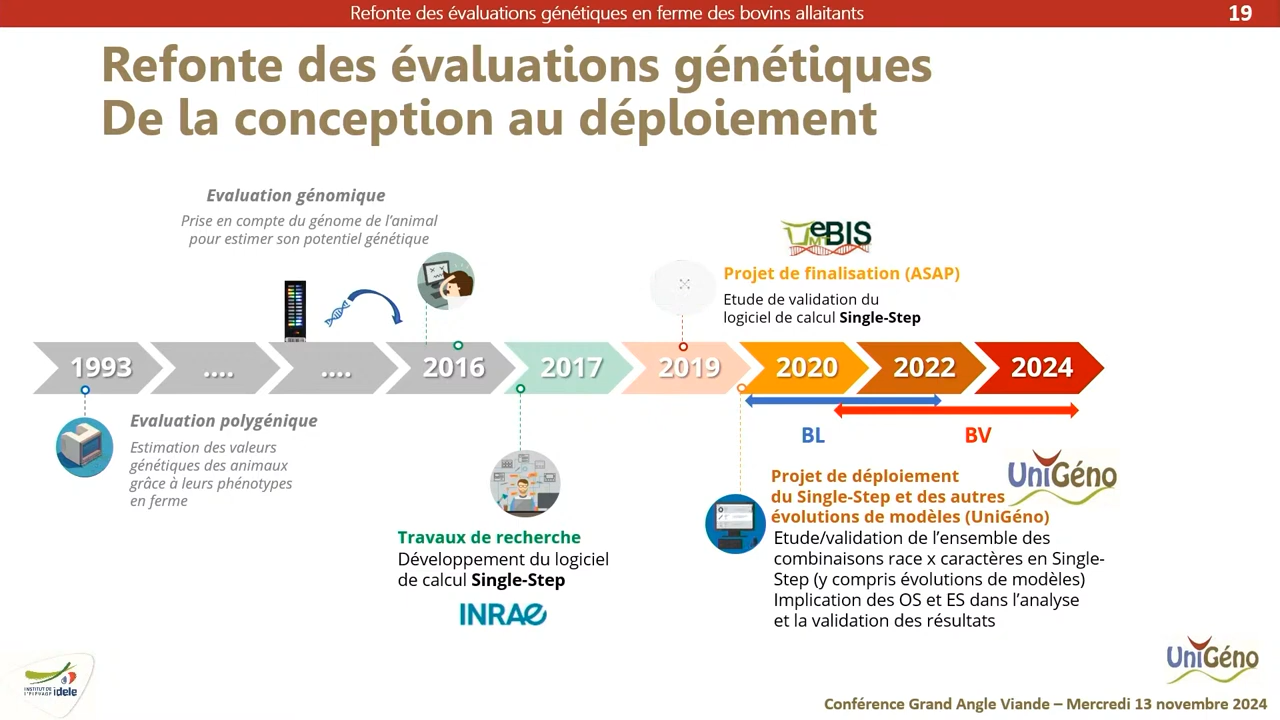 Refonte des évaluations génétiques en ferme des bovins allaitants
19
Refonte des évaluations génétiques
De la conception au déploiement
Evaluation génomique
Prise en compte du génome de l'animal
pour estimer son potentiel génétique
MT eBIS
Projet de finalisation (ASAP)
Etude de validation du
logiciel de calcul Single-Step
1993
....
....
2016
2017
2019
2020
2022
2024
BL
BV
Evaluation polygénique
Estimation des valeurs
génétiques des animaux
grâce à leurs phénotypes
en ferme
Travaux de recherche
Développement du logiciel
de calcul Single-Step
INRAE
UniGéno
Projet de déploiement
du Single-Step et des autres
évolutions de modèles (UniGéno)
Etude/validation de l'ensemble des
combinaisons race x caractères en Single-
Step (y compris évolutions de modèles)
Implication des OS et ES dans l'analyse
et la validation des résultats
INSTITUT DE
L'ELEVAGE idele
UniGéno
Conférence Grand Angle Viande – Mercredi 13 novembre 2024